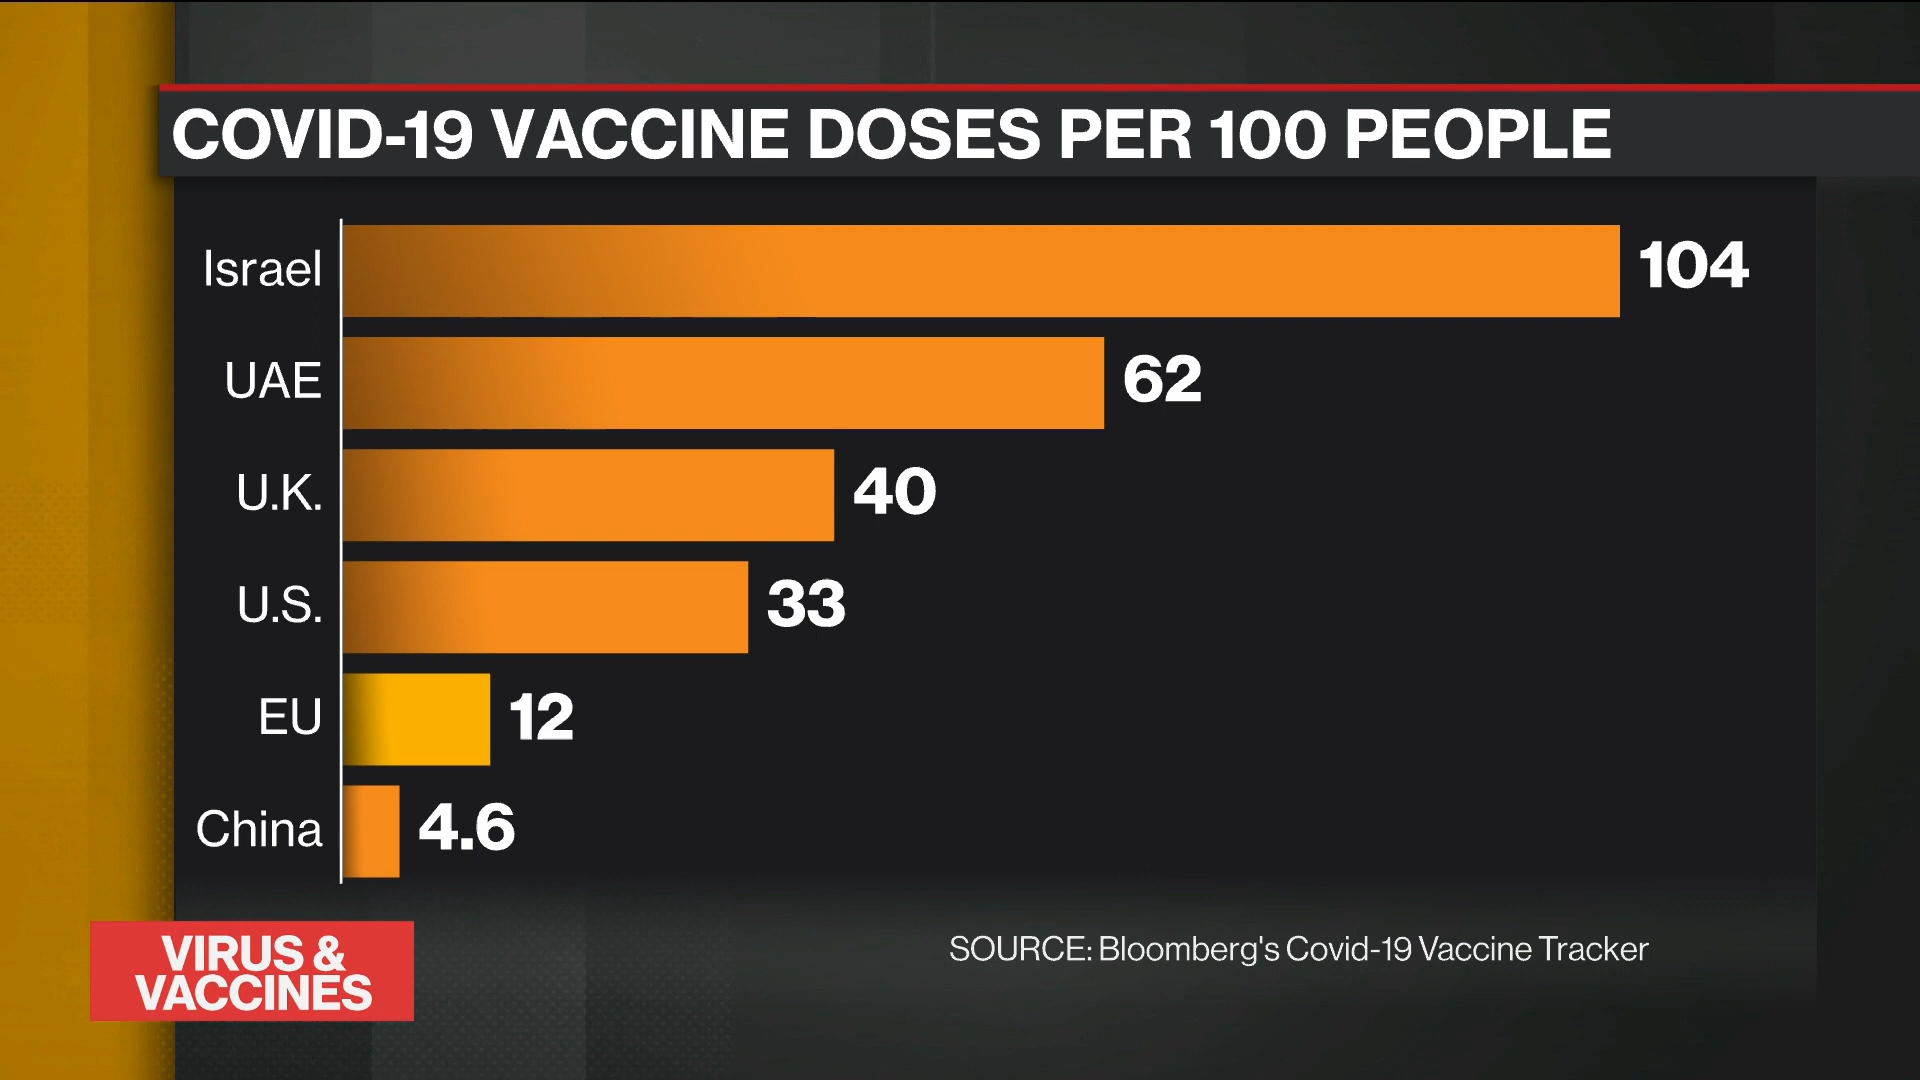 COVID-19 VACCINE DOSES PER 100 PEOPLE
Israel 104
UAE 62
U.K. 40
U.S. 33
EU 12
China 4.6
VIRUS &
VACCINES
SOURCE: Bloomberg's Covid-19 Vaccine Tracker